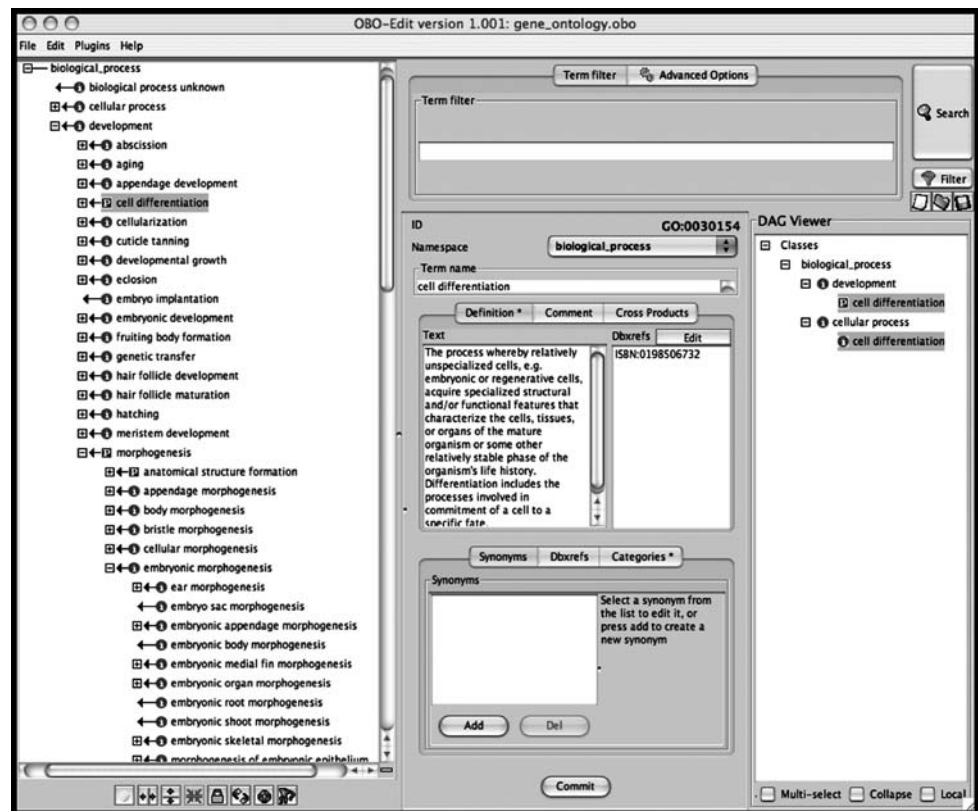 OBO-Edit version 1.001: gene_ontology.obo
File Edit Plugins Help
biological_process
biological process unknown
cellular process
development
abscission
aging
appendage development
cell differentiation
cellularization
cuticle tanning
developmental growth
eclosion
embryo implantation
embryonic development
fruiting body formation
genetic transfer
hair follicle development
hair follicle maturation
hatching
meristem development
morphogenesis
anatomical structure formation
appendage morphogenesis
body morphogenesis
bristle morphogenesis
cellular morphogenesis
embryonic morphogenesis
ear morphogenesis
embryo sac morphogenesis
embryonic appendage morphogenesis
embryonic body morphogenesis
embryonic medial fin morphogenesis
embryonic organ morphogenesis
embryonic root morphogenesis
embryonic shoot morphogenesis
embryonic skeletal morphogenesis
morphogenesis of embryonic epithelium
Term filter Advanced Options
Term filter
Search
Filter
ID GO:0030154
Namespace biological_process
Term name
cell differentiation
Definition * Comment Cross Products
Text
The process whereby relatively
unspecialized cells, e.g.
embryonic or regenerative cells,
acquire specialized structural
and/or functional features that
characterize the cells, tissues,
or organs of the mature
organism or some other
relatively stable phase of the
organism's life history.
Differentiation includes the
processes involved in
commitment of a cell to a
specific fate.
Dbxrefs Edit
ISBN:0198506732
Synonyms Dbxrefs Categories *
Synonyms
Select a synonym from
the list to edit it, or
press add to create a
new synonym
Add Del
Commit
DAG Viewer
Classes
biological_process
development
cell differentiation
cellular process
cell differentiation
Multi-select Collapse Local